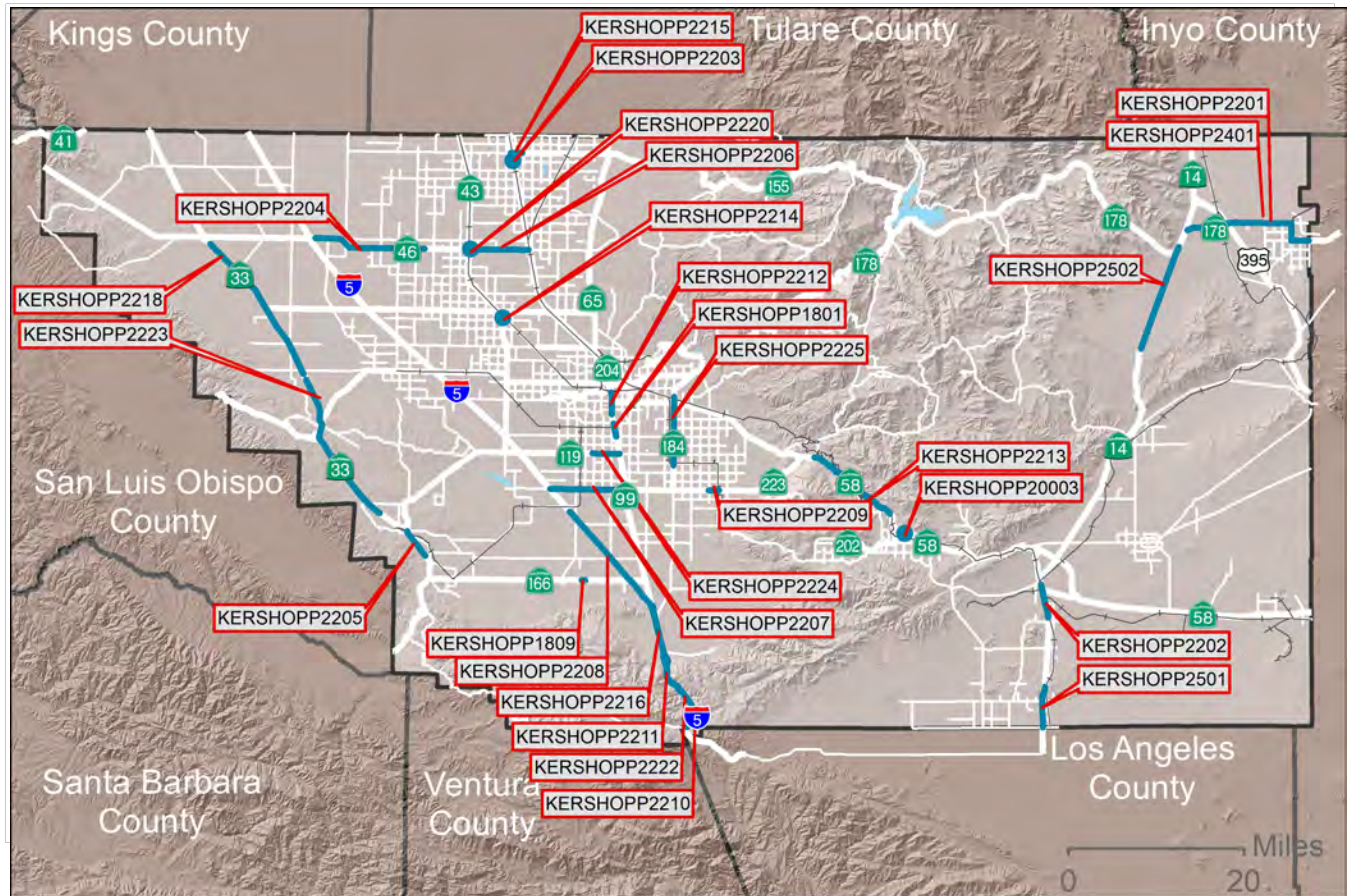 Kings County
Tulare County
Inyo County
KERSHOPP2215
KERSHOPP2203
KERSHOPP2220
KERSHOPP2206
KERSHOPP2201
KERSHOPP2401
41
43
155
14
178
178
KERSHOPP2204
KERSHOPP2214
46
178
395
KERSHOPP2218
33
5
65
KERSHOPP2212
KERSHOPP2502
KERSHOPP2223
KERSHOPP1801
KERSHOPP2225
204
5
119
184
14
33
San Luis Obispo
County
223
58
KERSHOPP2213
KERSHOPP20003
99
KERSHOPP2209
202
58
166
KERSHOPP2224
KERSHOPP2205
KERSHOPP2207
58
KERSHOPP1809
KERSHOPP2202
KERSHOPP2208
KERSHOPP2501
KERSHOPP2216
5
KERSHOPP2211
KERSHOPP2222
KERSHOPP2210
Santa Barbara
County
Ventura
County
Los Angeles
County
Miles
0
20